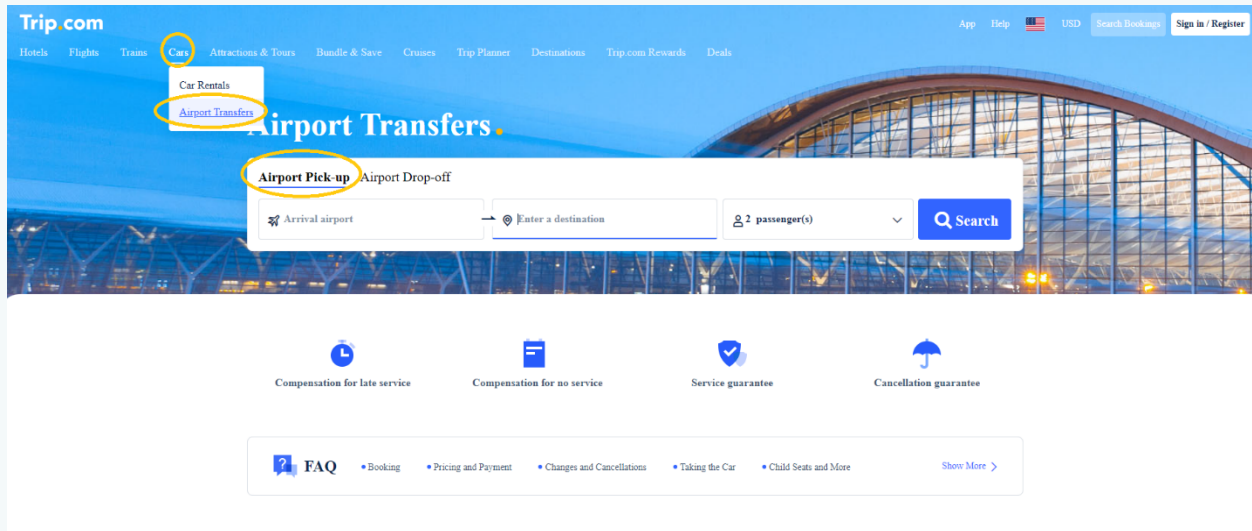 Trip.com
App Help USD Search Bookings Sign in / Register
Hotels Flights Trains Cars Attractions & Tours Bundle & Save Cruises Trip Planner Destinations Trip.com Rewards Deals
Car Rentals
Airport Transfers
Airport Transfers.
Airport Pick-up Airport Drop-off
Arrival airport Enter a destination 2 passenger(s) Search
Compensation for late service Compensation for no service Service guarantee Cancellation guarantee
? FAQ • Booking • Pricing and Payment • Changes and Cancellations • Taking the Car • Child Seats and More Show More >